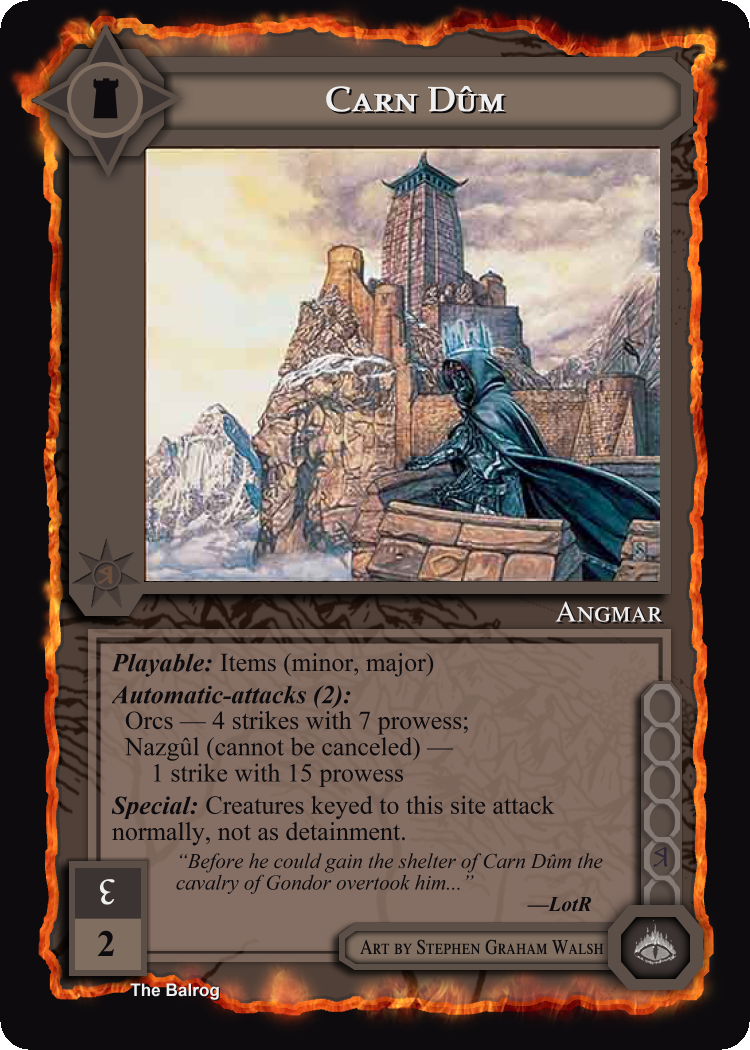 Carn Dûm
Angmar
Playable: Items (minor, major)
Automatic-attacks (2):
Orcs — 4 strikes with 7 prowess;
Nazgûl (cannot be canceled) —
1 strike with 15 prowess
Special: Creatures keyed to this site attack
normally, not as detainment.
“Before he could gain the shelter of Carn Dûm the
cavalry of Gondor overtook him...”
—LotR
2
Art by Stephen Graham Walsh
The Balrog